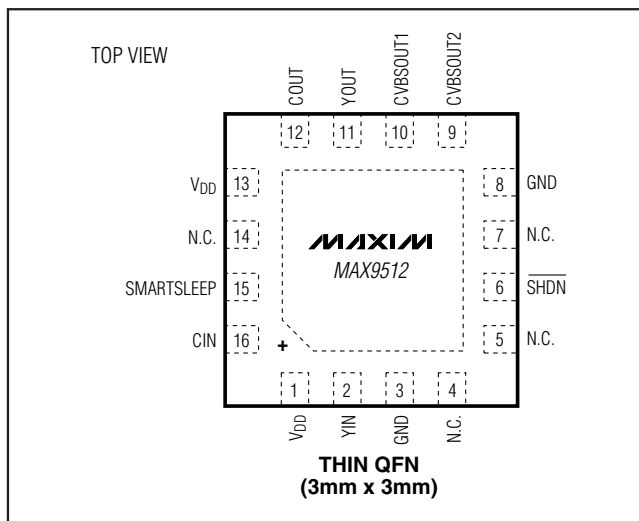 TOP VIEW
COUT
YOUT
CVBSOUT1
CVBSOUT2
12
11
10
9
VDD 13
8 GND
N.C. 14
7 N.C.
MAXIM
MAX9512
SMARTSLEEP 15
6 SHDN
CIN 16
5 N.C.
+
1
2
3
4
VDD
YIN
GND
N.C.
THIN QFN
(3mm x 3mm)